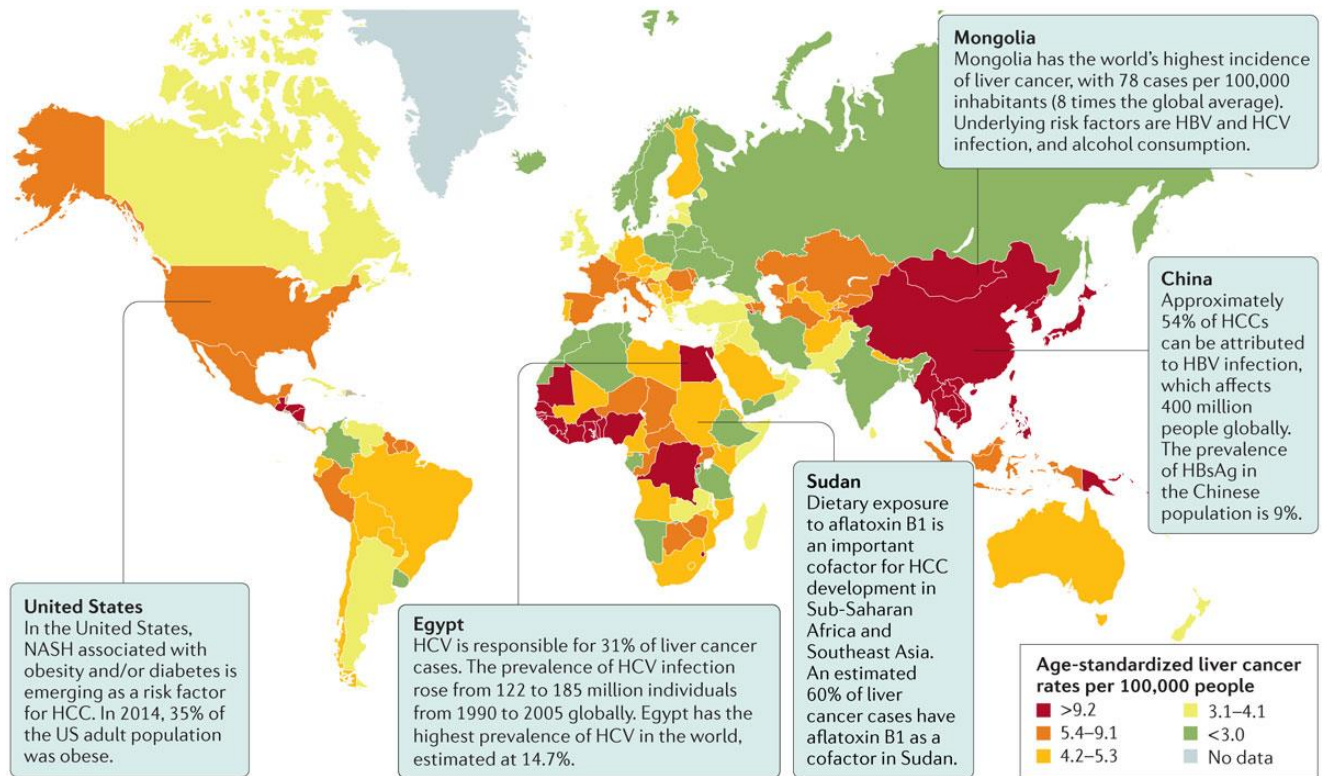 Mongolia
Mongolia has the world's highest incidence
of liver cancer, with 78 cases per 100,000
inhabitants (8 times the global average).
Underlying risk factors are HBV and HCV
infection, and alcohol consumption.
China
Approximately
54% of HCCs
can be attributed
to HBV infection,
which affects
400 million
people globally.
The prevalence
of HBsAg in
the Chinese
population is 9%.
Sudan
Dietary exposure
to aflatoxin B1 is
an important
cofactor for HCC
development in
Sub-Saharan
Africa and
Southeast Asia.
An estimated
60% of liver
cancer cases have
aflatoxin B1 as a
cofactor in Sudan.
United States
In the United States,
NASH associated with
obesity and/or diabetes is
emerging as a risk factor
for HCC. In 2014, 35% of
the US adult population
was obese.
Egypt
HCV is responsible for 31% of liver cancer
cases. The prevalence of HCV infection
rose from 122 to 185 million individuals
from 1990 to 2005 globally. Egypt has the
highest prevalence of HCV in the world,
estimated at 14.7%.
Age-standardized liver cancer
rates per 100,000 people
>9.2
5.4–9.1
4.2–5.3
3.1–4.1
<3.0
No data